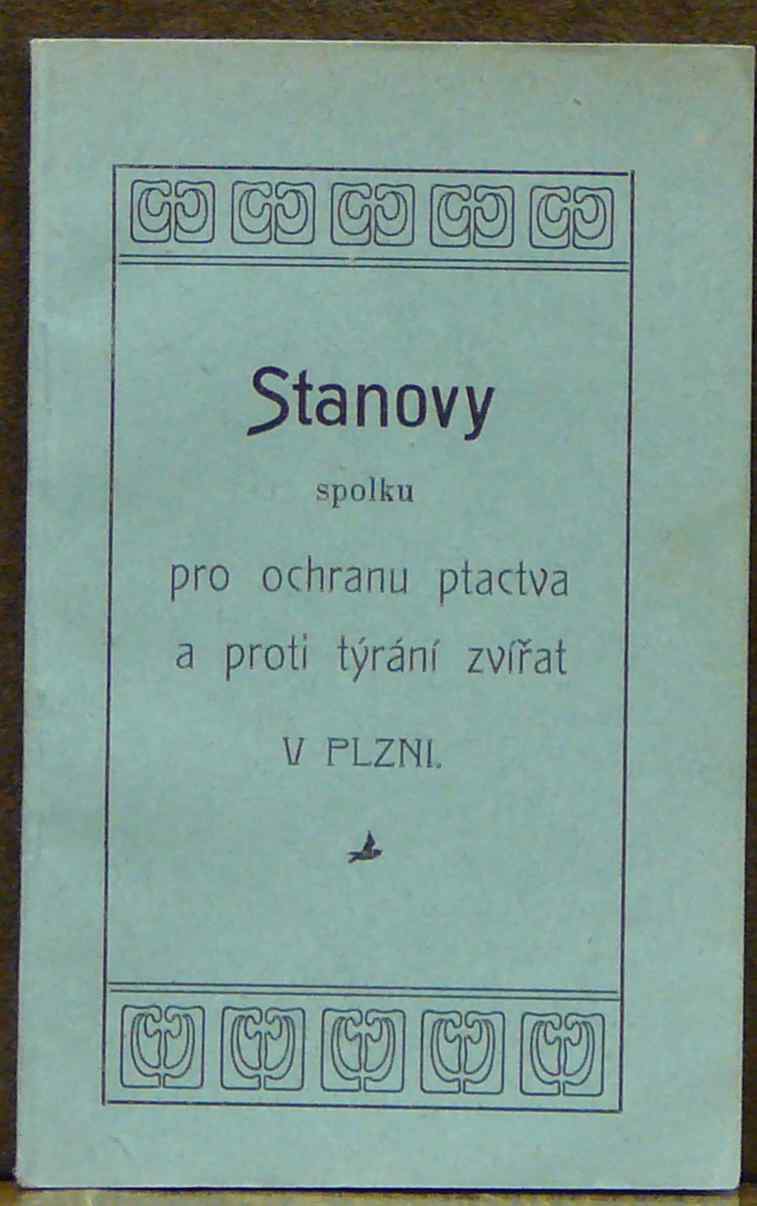 Stanovy
spolku
pro ochranu ptactva
a proti týrání zvířat
V PLZNI.